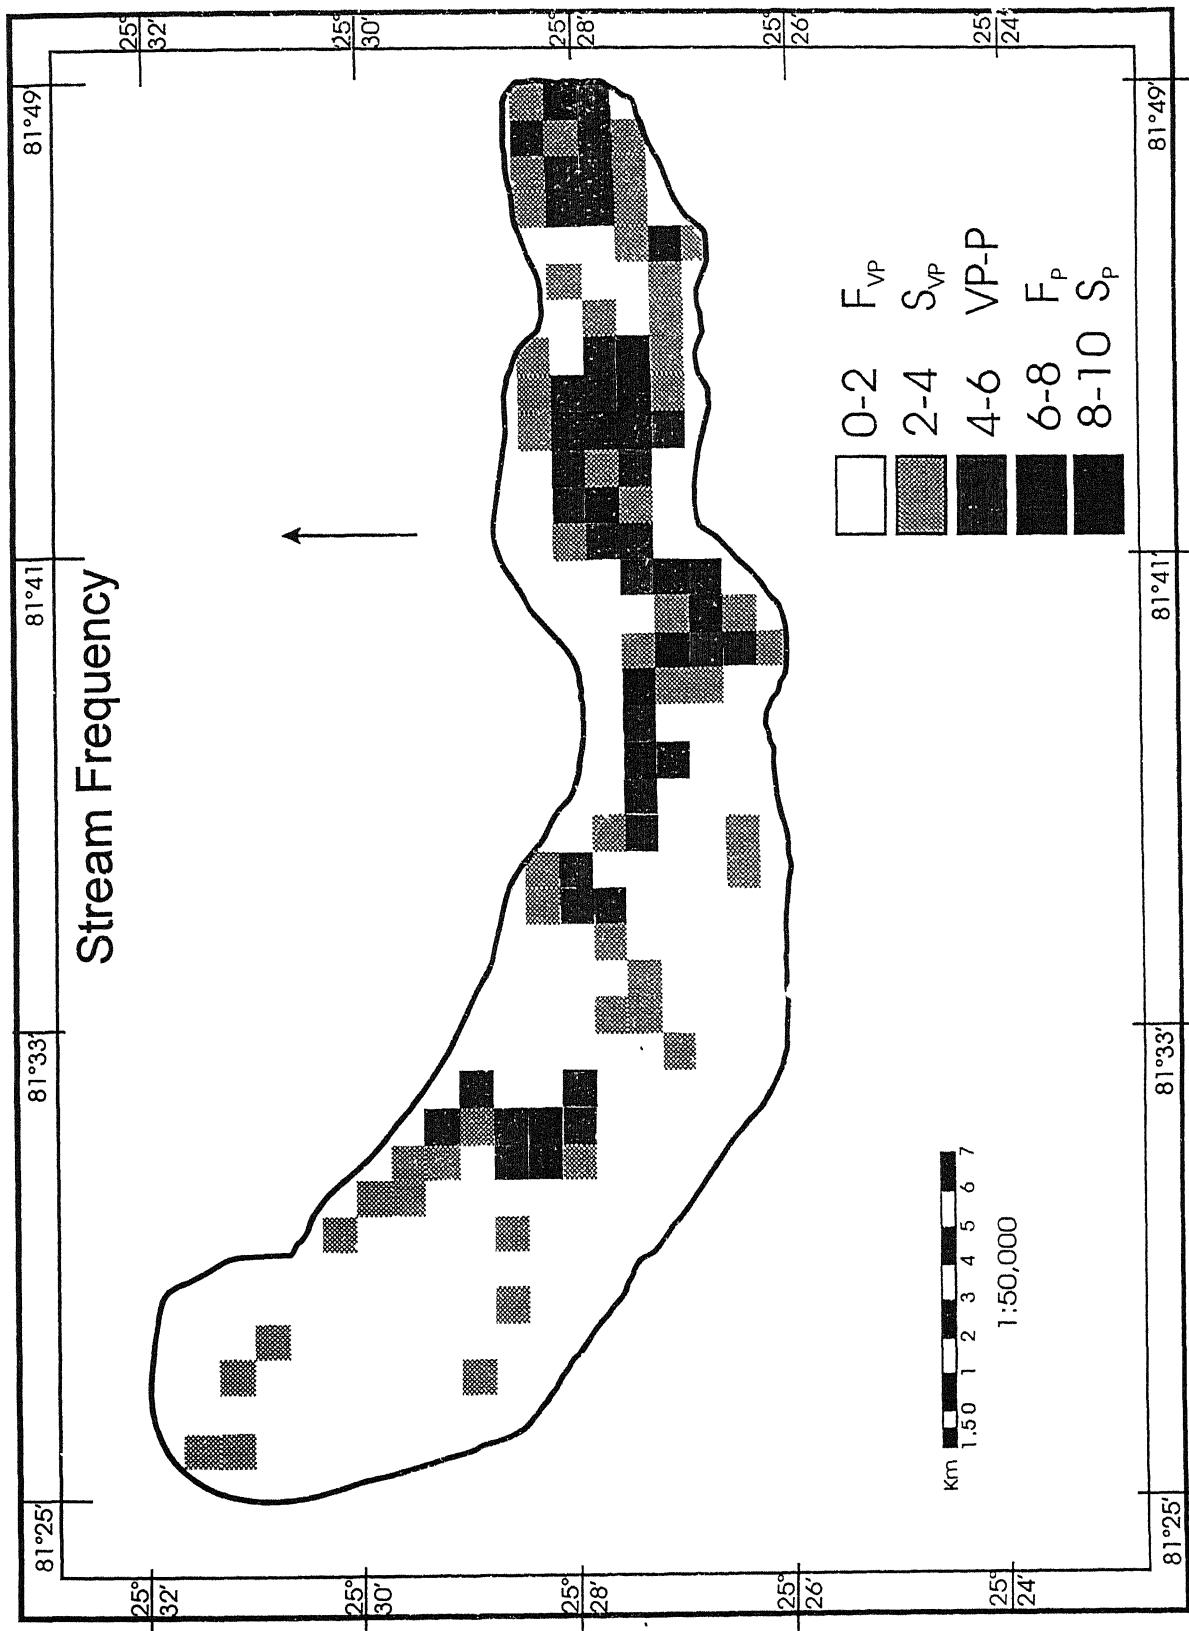 Stream Frequency
81°25′
81°33′
81°41′
81°49′
25° 32′
25° 30′
25° 28′
25° 26′
25° 24′
25° 32′
25° 30′
25° 28′
25° 26′
25° 24′
0-2 F_VP
2-4 S_VP
4-6 VP-P
6-8 F_P
8-10 S_P
Km 1.50 1 2 3 4 5 6 7
1:50,000
81°25′
81°33′
81°41′
81°49′